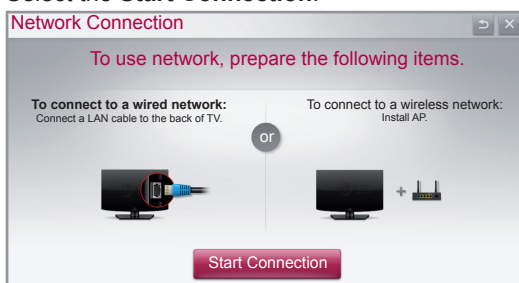 Select the Start Connection.
Network Connection
To use network, prepare the following items.
To connect to a wired network:
Connect a LAN cable to the back of TV.
or
To connect to a wireless network:
Install AP.
Start Connection